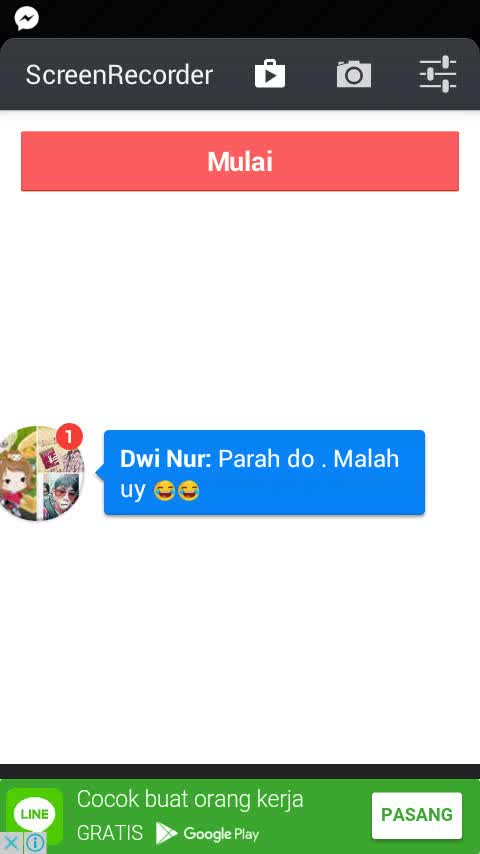 ScreenRecorder
Mulai
1
Dwi Nur: Parah do . Malah
uy 😂😂
LINE
Cocok buat orang kerja
GRATIS Google Play
PASANG